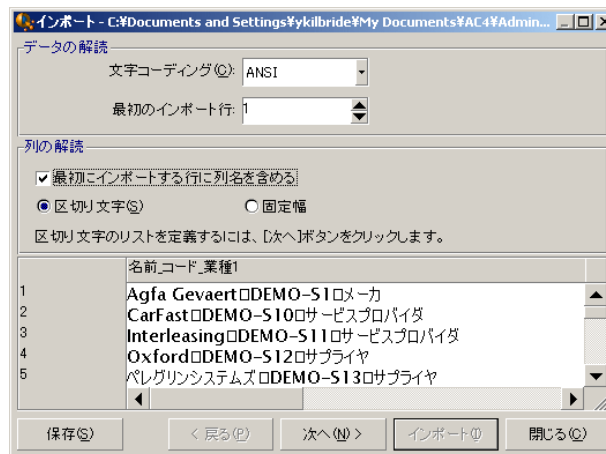 インポート - C:¥Documents and Settings¥ykilbride¥My Documents¥AC4¥Admin...
データの解読
文字コーディング(C): ANSI
最初のインポート行: 1
列の解読
最初にインポートする行に列名を含める
区切り文字(S) 固定幅
区切り文字のリストを定義するには、[次へ]ボタンをクリックします。
名前_コード_業種1
1 Agfa Gevaert□DEMO-S1□メーカ
2 CarFast□DEMO-S10□サービスプロバイダ
3 Interleasing□DEMO-S11□サービスプロバイダ
4 Oxford□DEMO-S12□サプライヤ
5 ペレグリンシステムズ□DEMO-S13□サプライヤ
保存(S) < 戻る(P) 次へ(N) > インポート(I) 閉じる(C)